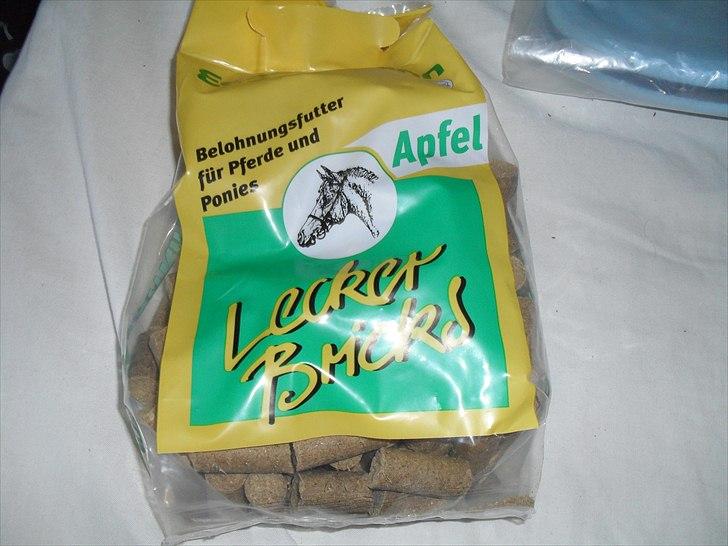 Belohnungsfutter
für Pferde und
Ponies
Apfel
Lecker
Bricks